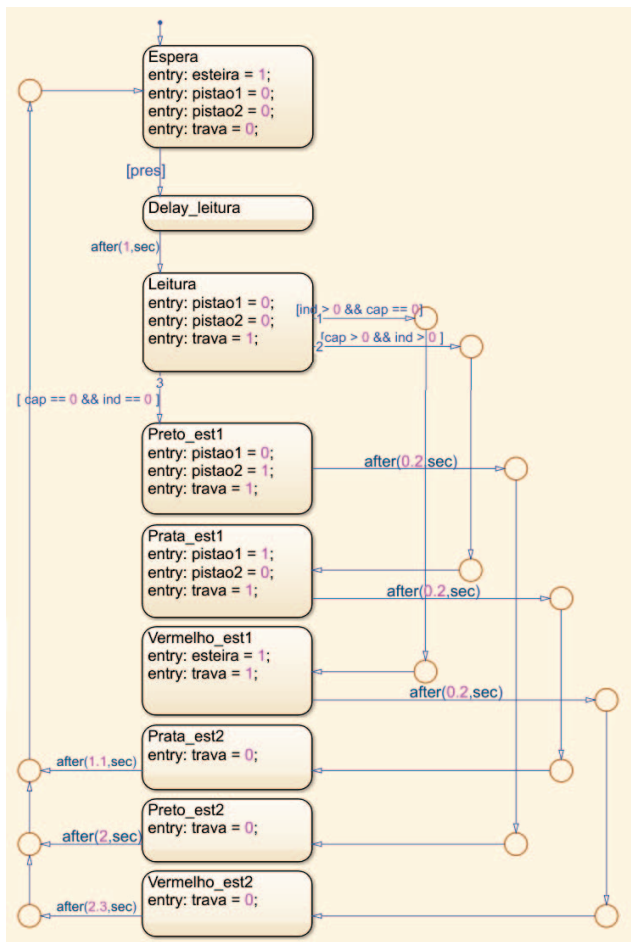 Espera
entry: esteira = 1;
entry: pistao1 = 0;
entry: pistao2 = 0;
entry: trava = 0;
[pres]
Delay_leitura
after(1,sec)
Leitura
entry: pistao1 = 0;
entry: pistao2 = 0;
entry: trava = 1;
[ind > 0 && cap == 0]
1
[cap > 0 && ind > 0 ]
2
3
[ cap == 0 && ind == 0 ]
Preto_est1
entry: pistao1 = 0;
entry: pistao2 = 1;
entry: trava = 1;
after(0.2,sec)
Prata_est1
entry: pistao1 = 1;
entry: pistao2 = 0;
entry: trava = 1;
after(0.2,sec)
Vermelho_est1
entry: esteira = 1;
entry: trava = 1;
after(0.2,sec)
Prata_est2
entry: trava = 0;
after(1.1,sec)
Preto_est2
entry: trava = 0;
after(2,sec)
Vermelho_est2
entry: trava = 0;
after(2.3,sec)